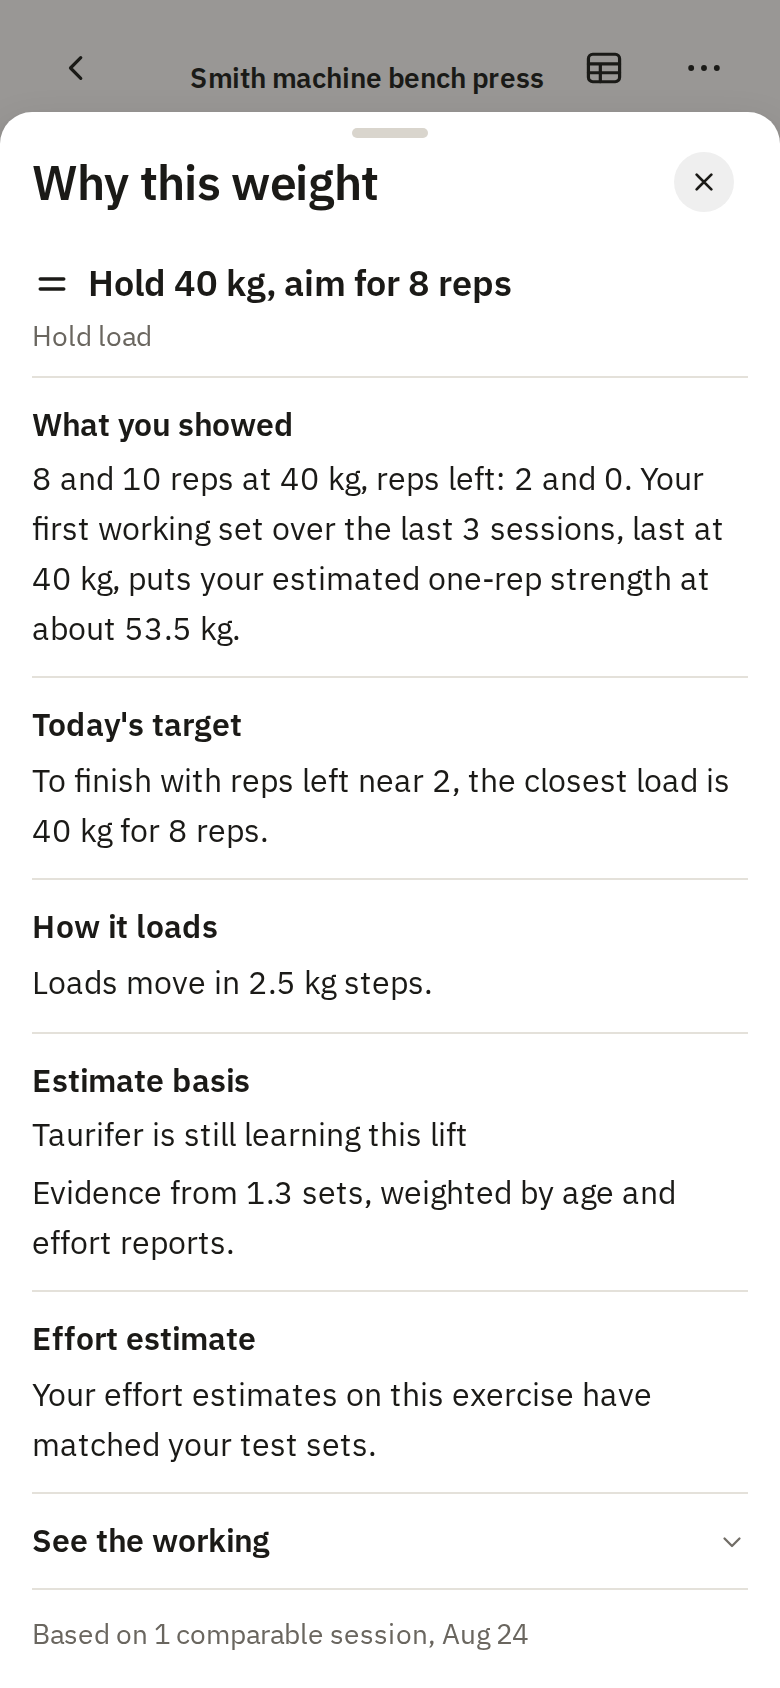 Smith machine bench press
Why this weight
Hold 40 kg, aim for 8 reps
Hold load
What you showed
8 and 10 reps at 40 kg, reps left: 2 and 0. Your
first working set over the last 3 sessions, last at
40 kg, puts your estimated one-rep strength at
about 53.5 kg.
Today's target
To finish with reps left near 2, the closest load is
40 kg for 8 reps.
How it loads
Loads move in 2.5 kg steps.
Estimate basis
Taurifer is still learning this lift
Evidence from 1.3 sets, weighted by age and
effort reports.
Effort estimate
Your effort estimates on this exercise have
matched your test sets.
See the working
Based on 1 comparable session, Aug 24